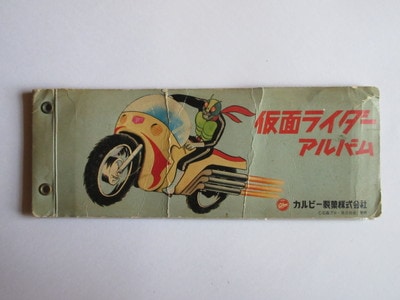 仮面ライダー
アルバム
カルビー製菓株式会社